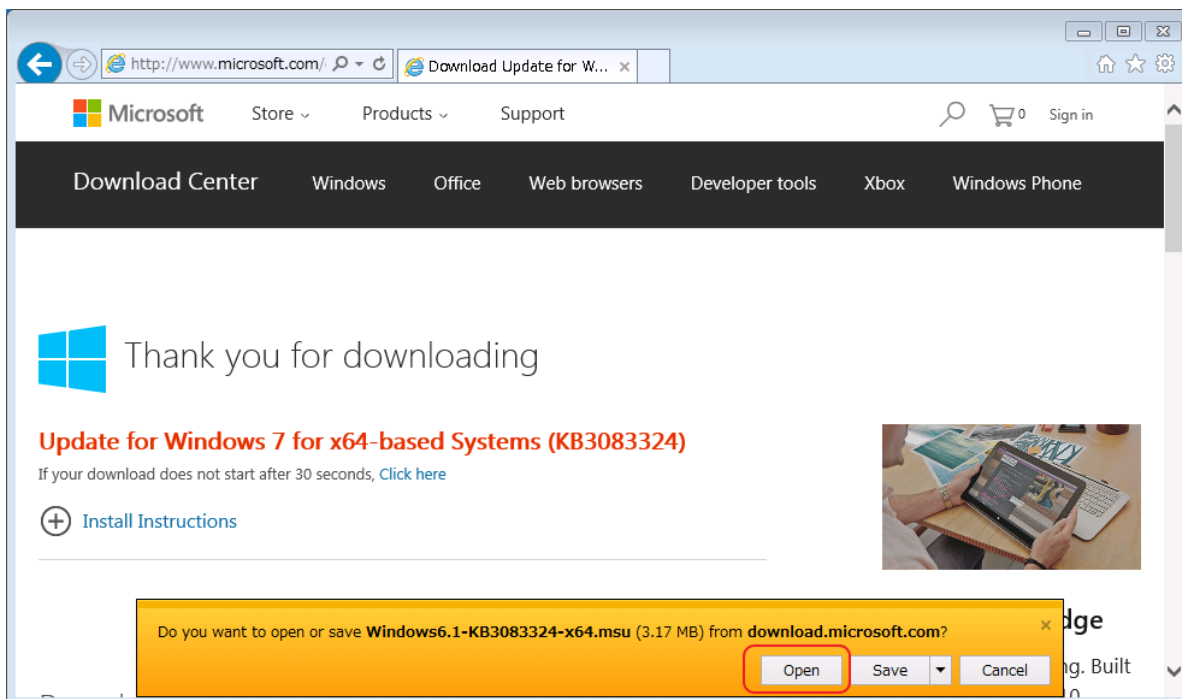 http://www.microsoft.com/
Download Update for W...
Microsoft
Store
Products
Support
0
Sign in
Download Center
Windows
Office
Web browsers
Developer tools
Xbox
Windows Phone
Thank you for downloading
Update for Windows 7 for x64-based Systems (KB3083324)
If your download does not start after 30 seconds, Click here
Install Instructions
Do you want to open or save Windows6.1-KB3083324-x64.msu (3.17 MB) from download.microsoft.com?
Open
Save
Cancel
dge
ng. Built